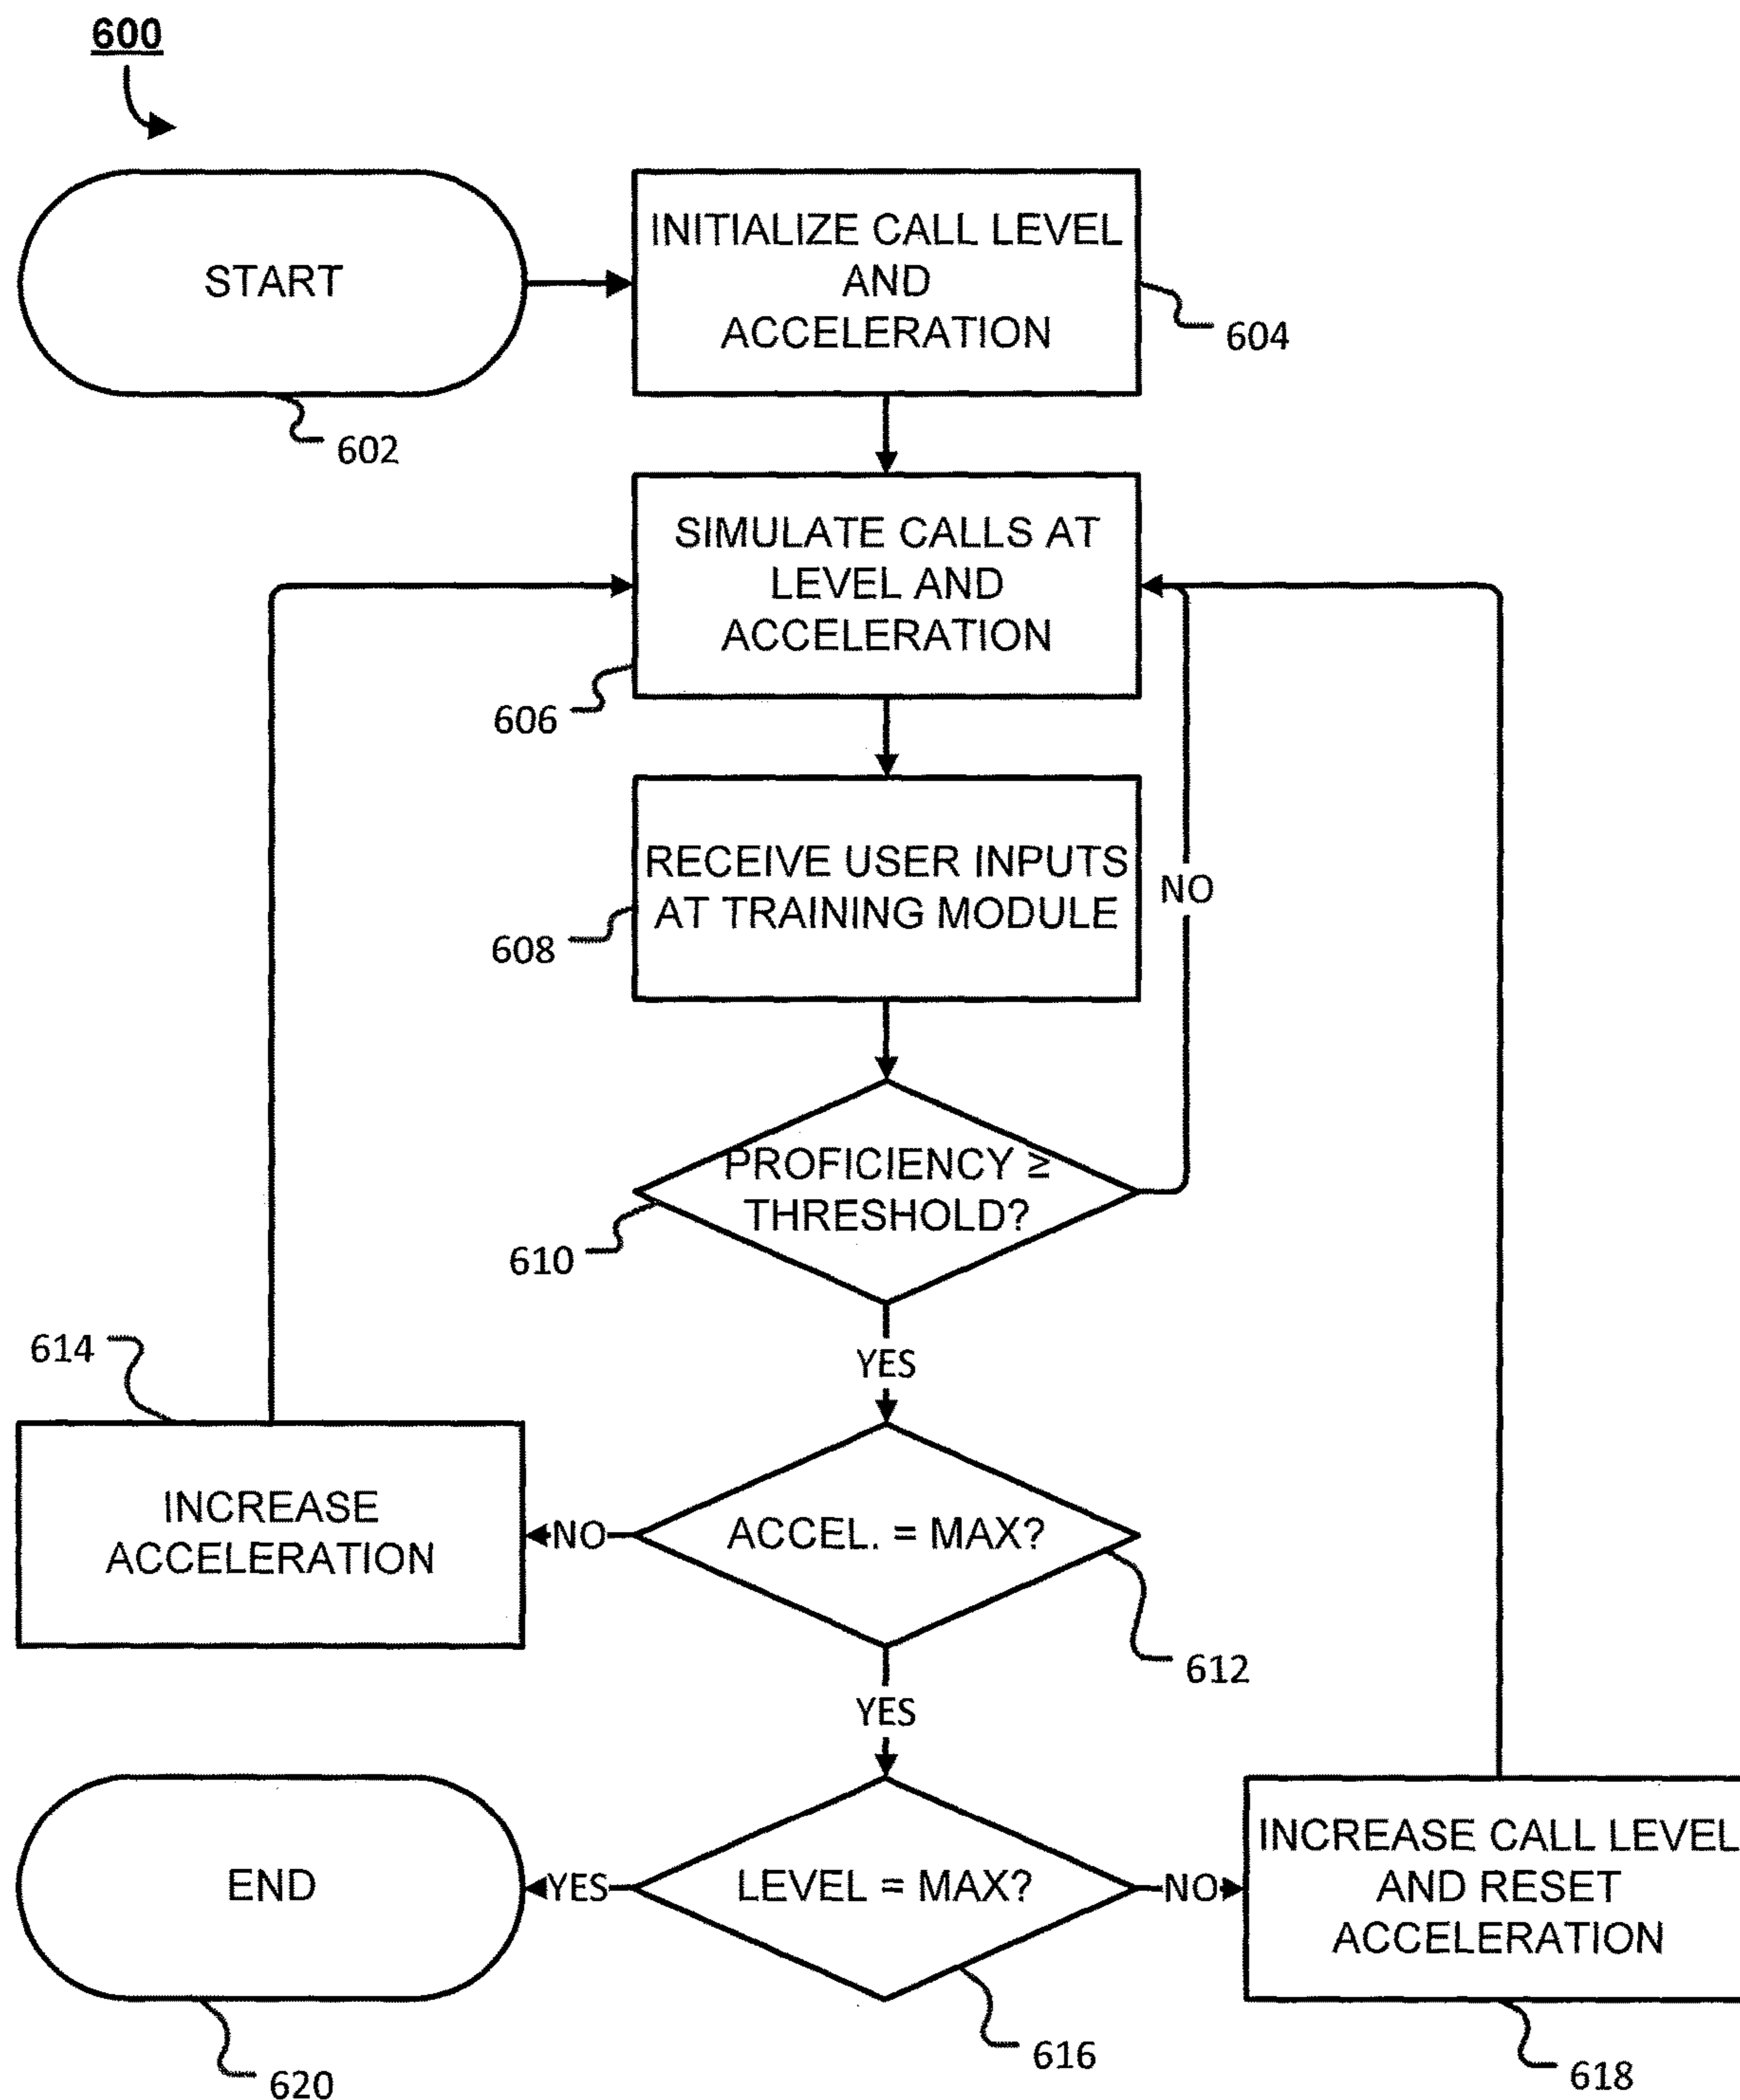 600
START
602
INITIALIZE CALL LEVEL
AND
ACCELERATION
604
SIMULATE CALLS AT
LEVEL AND
ACCELERATION
606
RECEIVE USER INPUTS
AT TRAINING MODULE
608
NO
PROFICIENCY ≥
THRESHOLD?
610
YES
614
INCREASE
ACCELERATION
NO
ACCEL. = MAX?
612
YES
END
620
YES
LEVEL = MAX?
616
NO
INCREASE CALL LEVEL
AND RESET
ACCELERATION
618